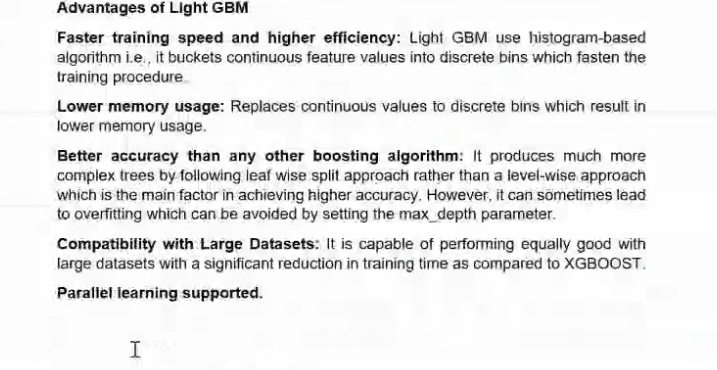 Advantages of Light GBM
Faster training speed and higher efficiency: Light GBM use histogram-based
algorithm i.e., it buckets continuous feature values into discrete bins which fasten the
training procedure.
Lower memory usage: Replaces continuous values to discrete bins which result in
lower memory usage.
Better accuracy than any other boosting algorithm: It produces much more
complex trees by following leaf wise split approach rather than a level-wise approach
which is the main factor in achieving higher accuracy. However, it can sometimes lead
to overfitting which can be avoided by setting the max_depth parameter.
Compatibility with Large Datasets: It is capable of performing equally good with
large datasets with a significant reduction in training time as compared to XGBOOST.
Parallel learning supported.